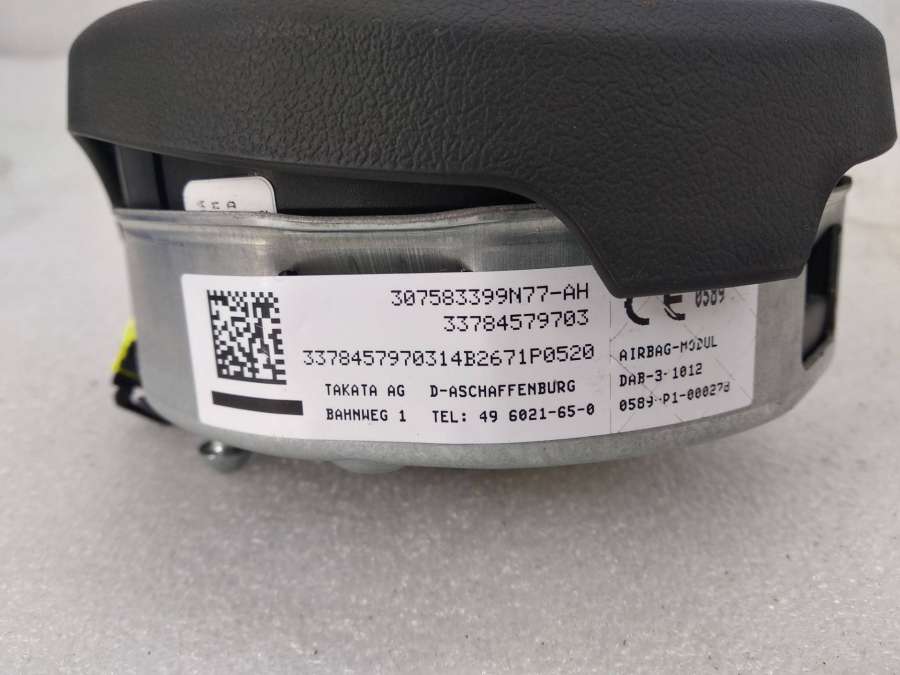 307583399N77-AH
33784579703
3378457970314B2671P0520
TAKATA AG D-ASCHAFFENBURG
BAHNWEG 1 TEL: 49 6021-65-0
CE 0589
AIRBAG-MODUL
DAB-3-1012
0589-P1-000278